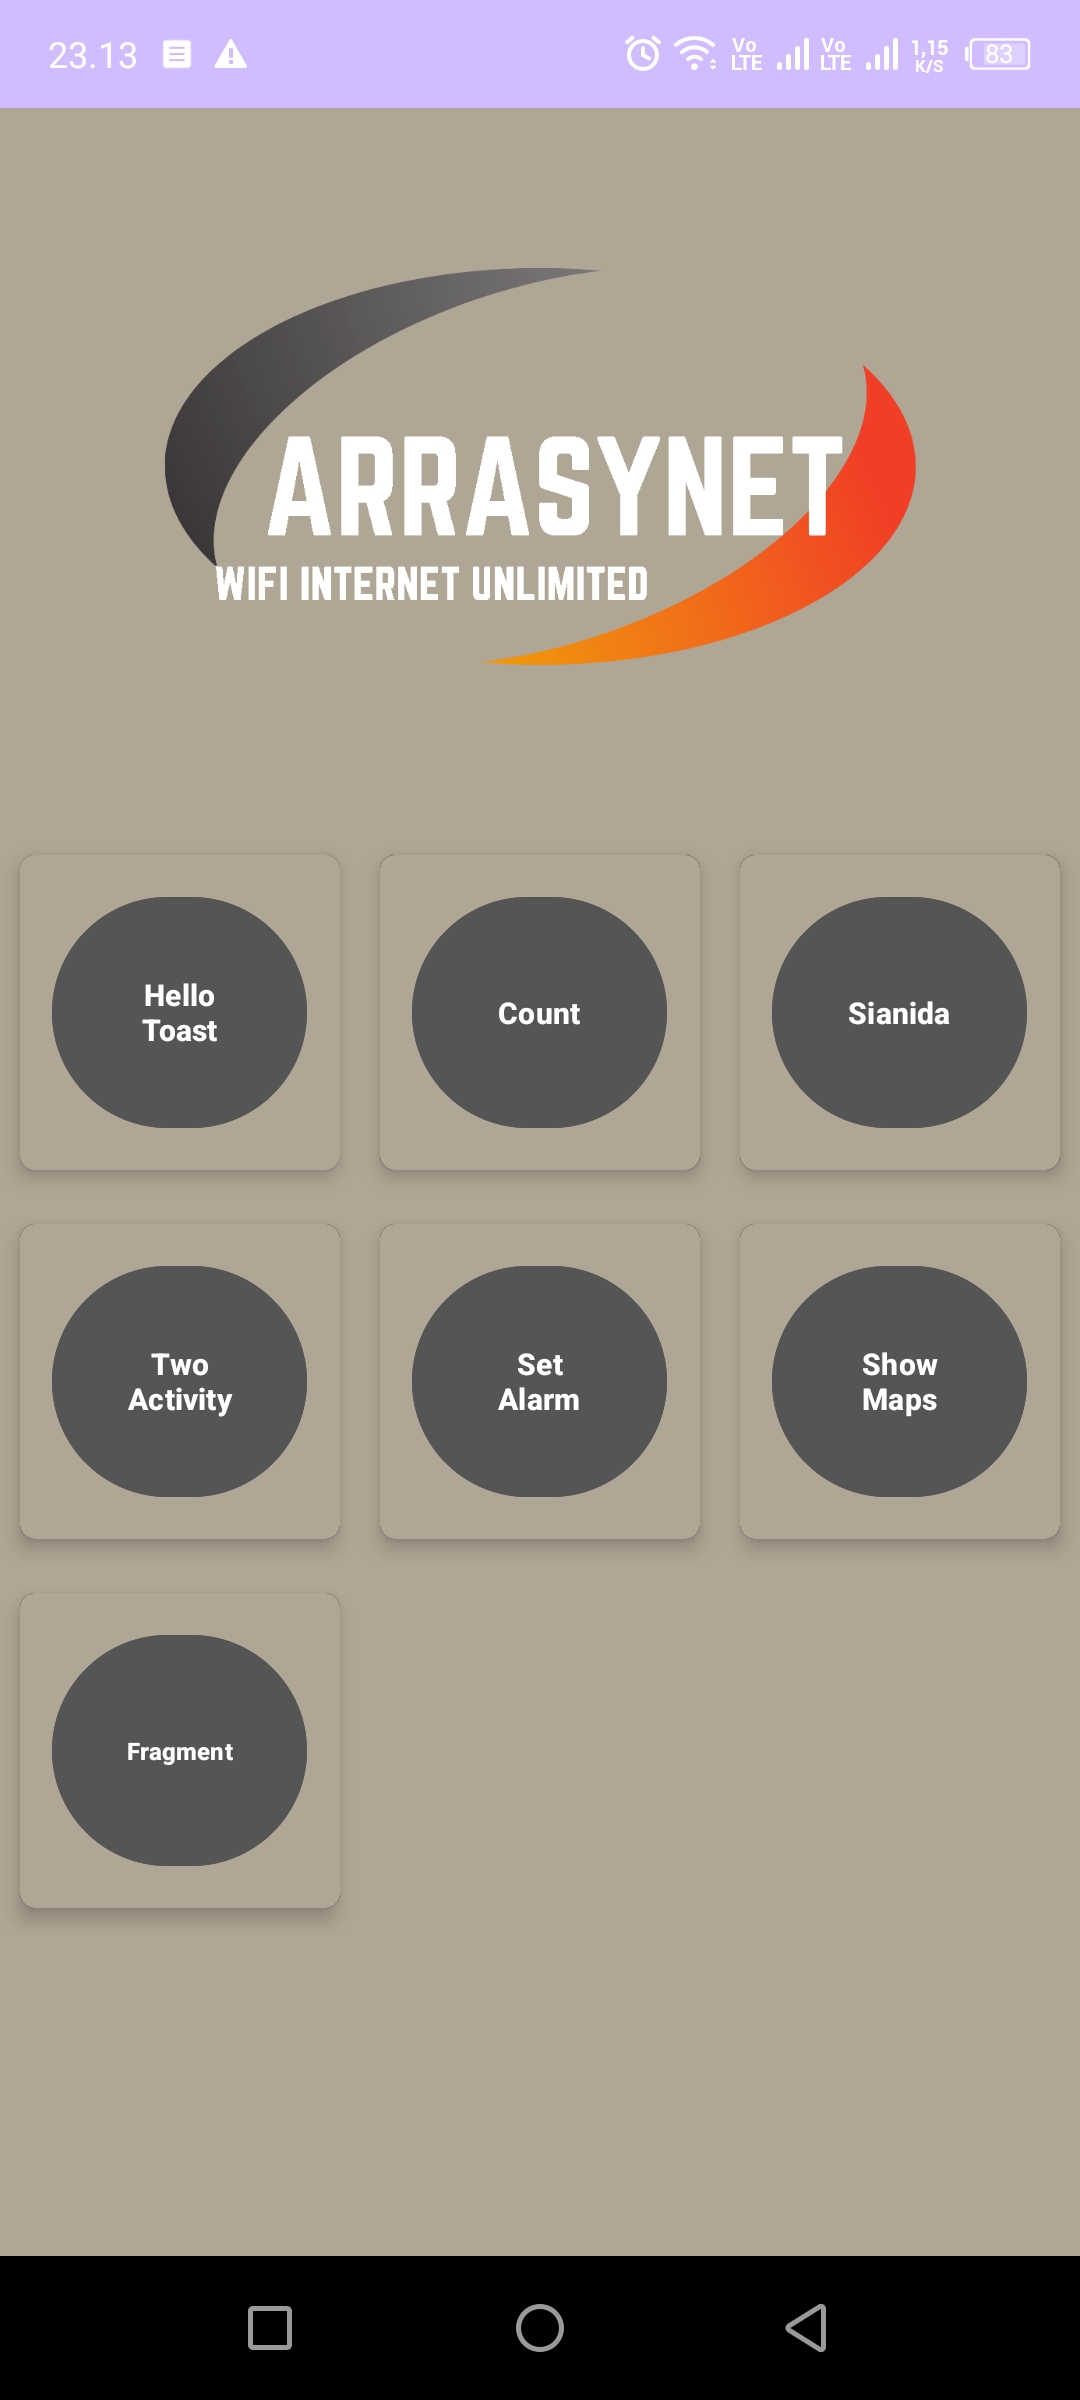 23.13
Vo
LTE
Vo
LTE
1,15
K/S
83
ARRASYNET
WIFI INTERNET UNLIMITED
Hello
Toast
Count
Sianida
Two
Activity
Set
Alarm
Show
Maps
Fragment